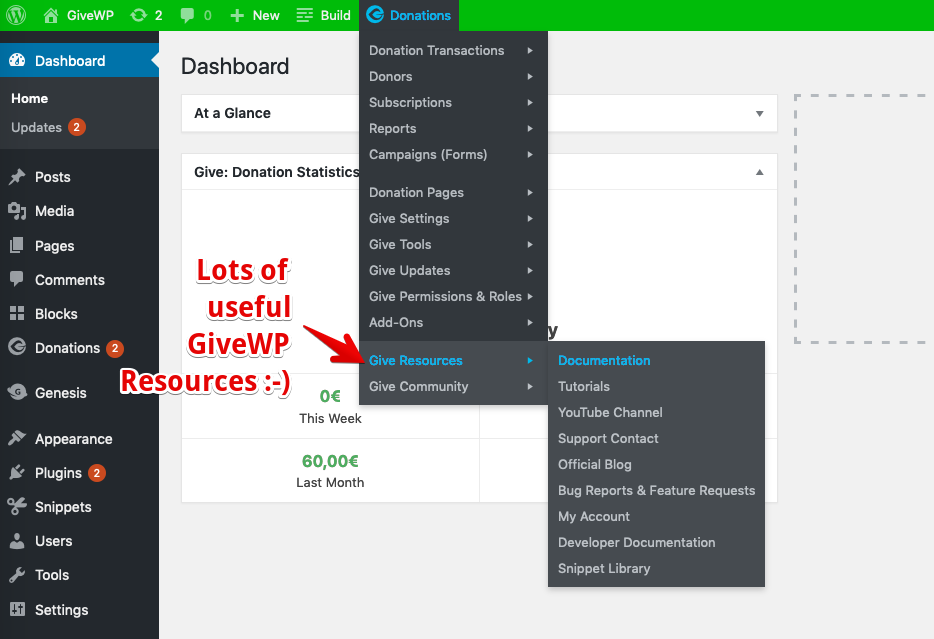 GiveWP
2
0
New
Build
Donations
Dashboard
Home
Updates 2
Posts
Media
Pages
Comments
Blocks
Donations 2
Genesis
Appearance
Plugins 2
Snippets
Users
Tools
Settings
Dashboard
At a Glance
Give: Donation Statistics
Lots of
useful
GiveWP
Resources :-)
0€
This Week
60,00€
Last Month
Donation Transactions
Donors
Subscriptions
Reports
Campaigns (Forms)
Donation Pages
Give Settings
Give Tools
Give Updates
Give Permissions & Roles
Add-Ons
Give Resources
Give Community
Documentation
Tutorials
YouTube Channel
Support Contact
Official Blog
Bug Reports & Feature Requests
My Account
Developer Documentation
Snippet Library